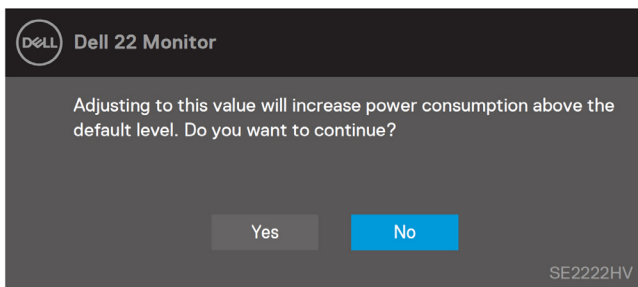 DELL Dell 22 Monitor
Adjusting to this value will increase power consumption above the
default level. Do you want to continue?
Yes No
SE2222HV